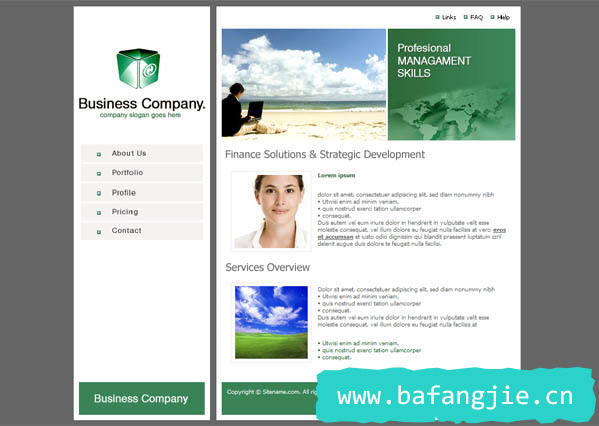 Links
FAQ
Help
Business Company.
company slogan goes here
About Us
Portfolio
Profile
Pricing
Contact
Business Company
Profesional
MANAGAMENT
SKILLS
Finance Solutions & Strategic Development
Lorem ipsum
dolor sit amet, consectetuer adipiscing elit, sed diam nonummy nibh
• Utwisi enim ad minim veniam,
• quis nostrud exerci tation ullamcorper
• consequat.
Duis autem vel eum iriure dolor in hendrerit in vulputate velit esse
molestie consequat, vel illum dolore eu feugiat nulla facilisis at vero eros
et accumsan et iusto odio dignissim qui blandit praesent luptatum zzril
delenit augue duis dolore te feugait nulla facilisi.
Services Overview
Dolor sit amet, consectetuer adipiscing elit, sed diam nonummy nibh
• Utwisi enim ad minim veniam,
• quis nostrud exerci tation ullamcorper
• consequat.
Duis autem vel eum iriure dolor in hendrerit in vulputate velit esse
molestie consequat, vel illum dolore eu feugiat nulla facilisis at
• Utwisi enim ad minim veniam,
• quis nostrud exerci tation ullamcorper
• consequat.
Copyright © Sitename.com. All rig
www.bafangjie.cn